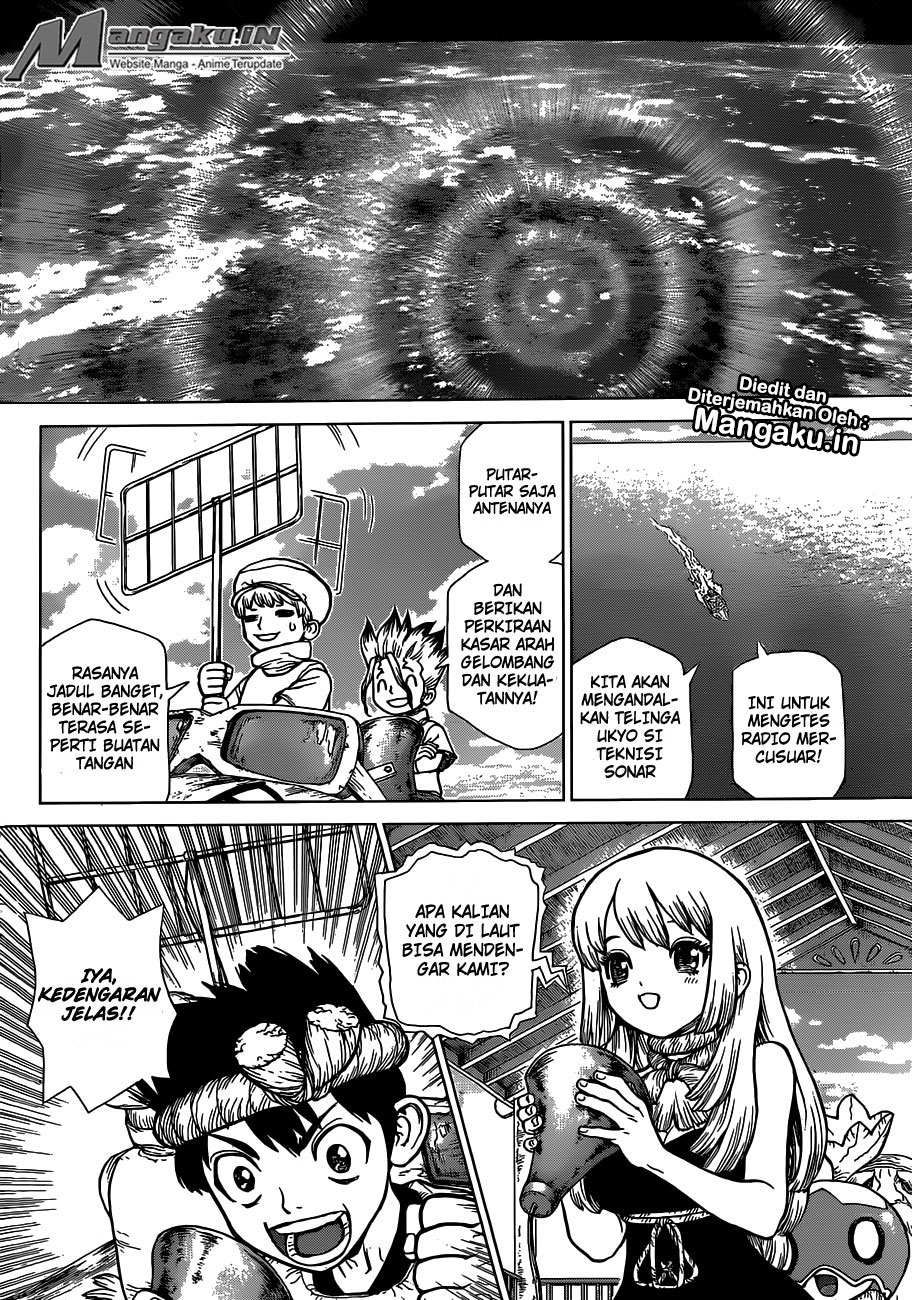 Mangaku.in
Website Manga - Anime Terupdate
Diedit dan
Diterjemahkan Oleh :
Mangaku.in
INI UNTUK
MENGETES
RADIO MER-
CUSUAR!
KITA AKAN
MENGANDAL-
KAN TELINGA
UKYO SI
TEKNISI
SONAR
PUTAR-
PUTAR SAJA
ANTENANYA
DAN
BERIKAN
PERKIRAAN
KASAR ARAH
GELOMBANG
DAN KEKUA-
TANNYA!
RASANYA
JADUL BANGET,
BENAR-BENAR
TERASA SE-
PERTI BUATAN
TANGAN
APA KALIAN
YANG DI LAUT
BISA MENDEN-
GAR KAMI?
IYA,
KEDENGARAN
JELAS!!